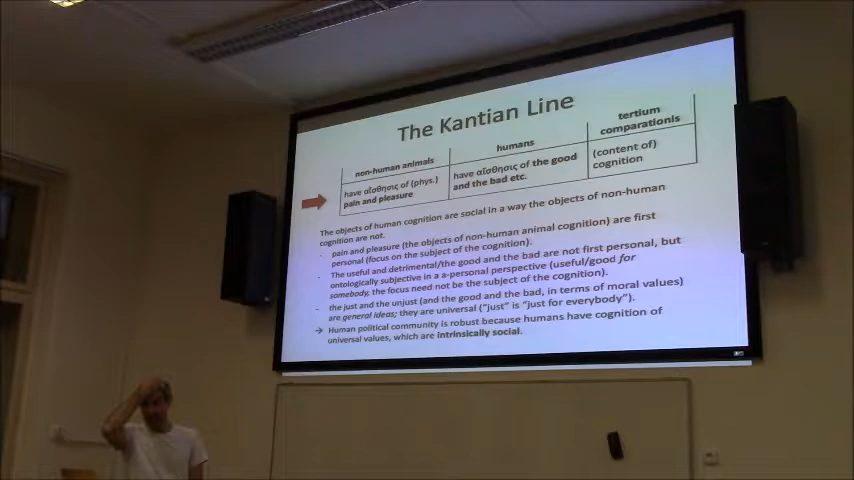 The Kantian Line
non-human animals
humans
tertium
comparationis
have αἴσθησις of (phys.)
pain and pleasure
have αἴσθησις of the good
and the bad etc.
(content of)
cognition
The objects of human cognition are social in a way the objects of non-human
cognition are not.
- pain and pleasure (the objects of non-human animal cognition) are first
personal (focus on the subject of the cognition).
- The useful and detrimental/the good and the bad are not first personal, but
ontologically subjective in a a-personal perspective (useful/good for
somebody, the focus need not be the subject of the cognition).
- the just and the unjust (and the good and the bad, in terms of moral values)
are general ideas; they are universal ("just" is "just for everybody").
→ Human political community is robust because humans have cognition of
universal values, which are intrinsically social.